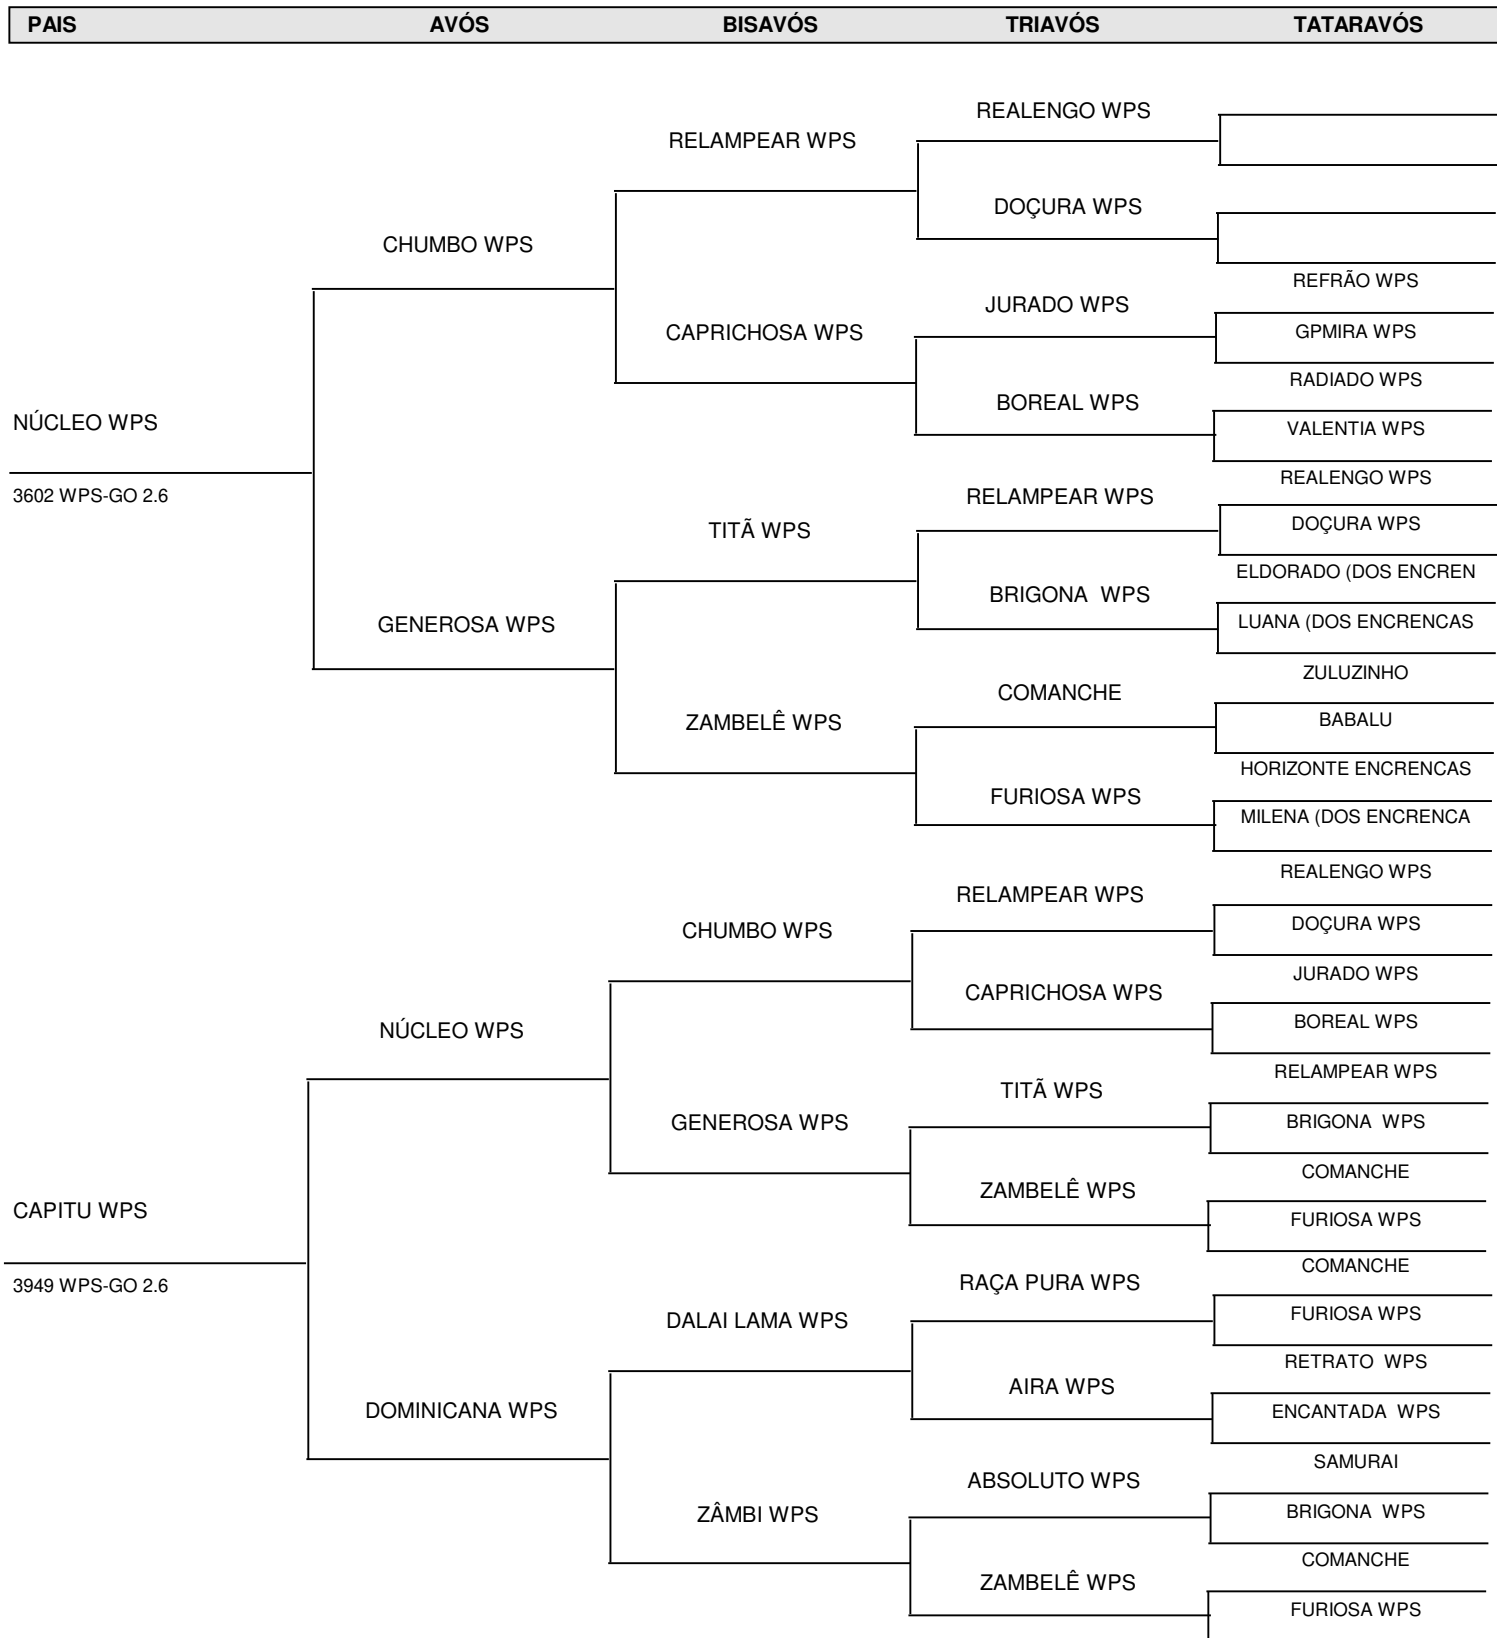 PAIS AVÓS BISAVÓS TRIAVÓS TATARAVÓS
REALENGO WPS
RELAMPEAR WPS
DOÇURA WPS
CHUMBO WPS
REFRÃO WPS
JURADO WPS
CAPRICHOSA WPS
GPMIRA WPS
RADIADO WPS
BOREAL WPS
NÚCLEO WPS
VALENTIA WPS
REALENGO WPS
3602 WPS-GO 2.6
RELAMPEAR WPS
TITÃ WPS
DOÇURA WPS
ELDORADO (DOS ENCREN
BRIGONA WPS
GENEROSA WPS
LUANA (DOS ENCRENCAS
ZULUZINHO
COMANCHE
ZAMBELÊ WPS
BABALU
HORIZONTE ENCRENCAS
FURIOSA WPS
MILENA (DOS ENCRENCA
REALENGO WPS
RELAMPEAR WPS
CHUMBO WPS
DOÇURA WPS
JURADO WPS
CAPRICHOSA WPS
NÚCLEO WPS
BOREAL WPS
RELAMPEAR WPS
TITÃ WPS
GENEROSA WPS
BRIGONA WPS
COMANCHE
ZAMBELÊ WPS
CAPITU WPS
FURIOSA WPS
COMANCHE
3949 WPS-GO 2.6
RAÇA PURA WPS
DALAI LAMA WPS
FURIOSA WPS
RETRATO WPS
AIRA WPS
DOMINICANA WPS
ENCANTADA WPS
SAMURAI
ABSOLUTO WPS
ZÂMBI WPS
BRIGONA WPS
COMANCHE
ZAMBELÊ WPS
FURIOSA WPS